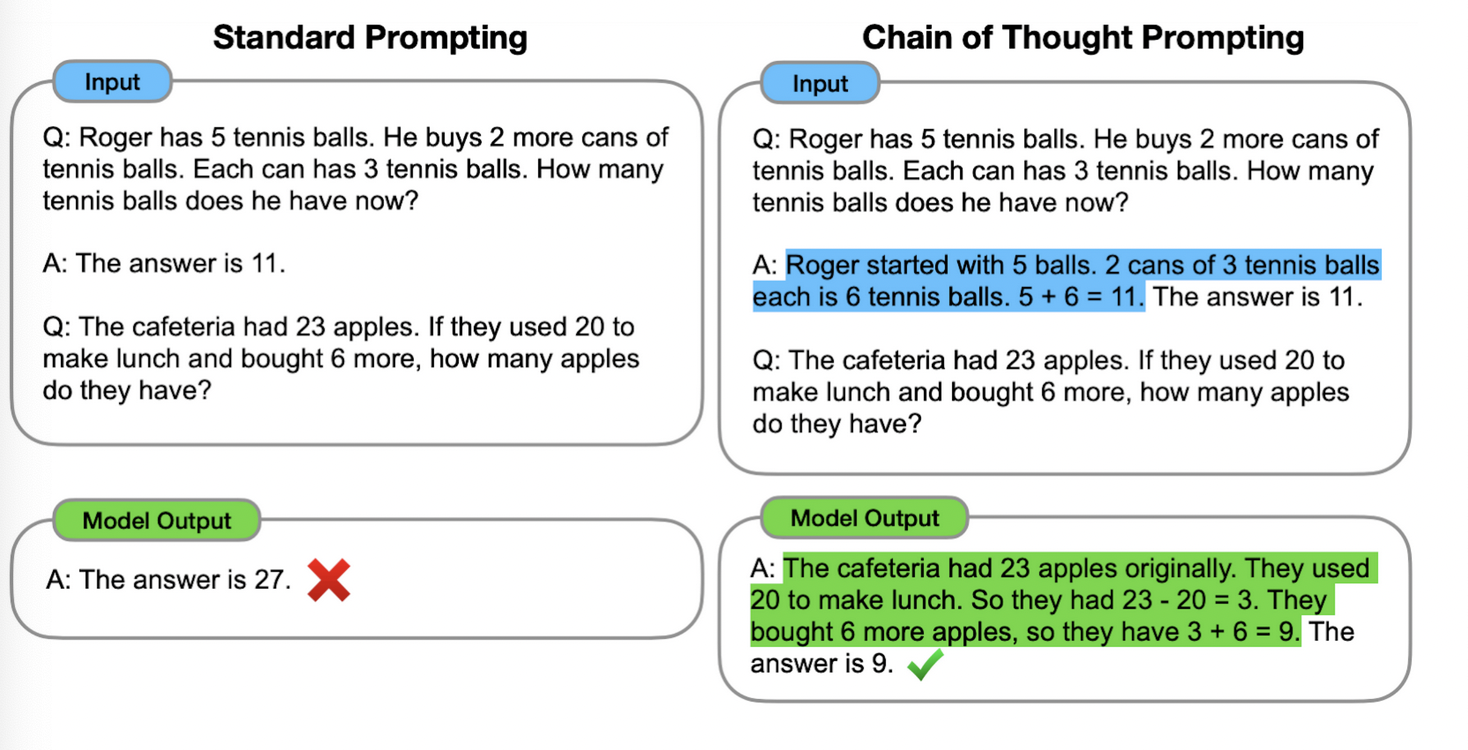 Standard Prompting
Input
Q: Roger has 5 tennis balls. He buys 2 more cans of
tennis balls. Each can has 3 tennis balls. How many
tennis balls does he have now?
A: The answer is 11.
Q: The cafeteria had 23 apples. If they used 20 to
make lunch and bought 6 more, how many apples
do they have?
Model Output
A: The answer is 27.
Chain of Thought Prompting
Input
Q: Roger has 5 tennis balls. He buys 2 more cans of
tennis balls. Each can has 3 tennis balls. How many
tennis balls does he have now?
A: Roger started with 5 balls. 2 cans of 3 tennis balls
each is 6 tennis balls. 5 + 6 = 11. The answer is 11.
Q: The cafeteria had 23 apples. If they used 20 to
make lunch and bought 6 more, how many apples
do they have?
Model Output
A: The cafeteria had 23 apples originally. They used
20 to make lunch. So they had 23 - 20 = 3. They
bought 6 more apples, so they have 3 + 6 = 9. The
answer is 9.